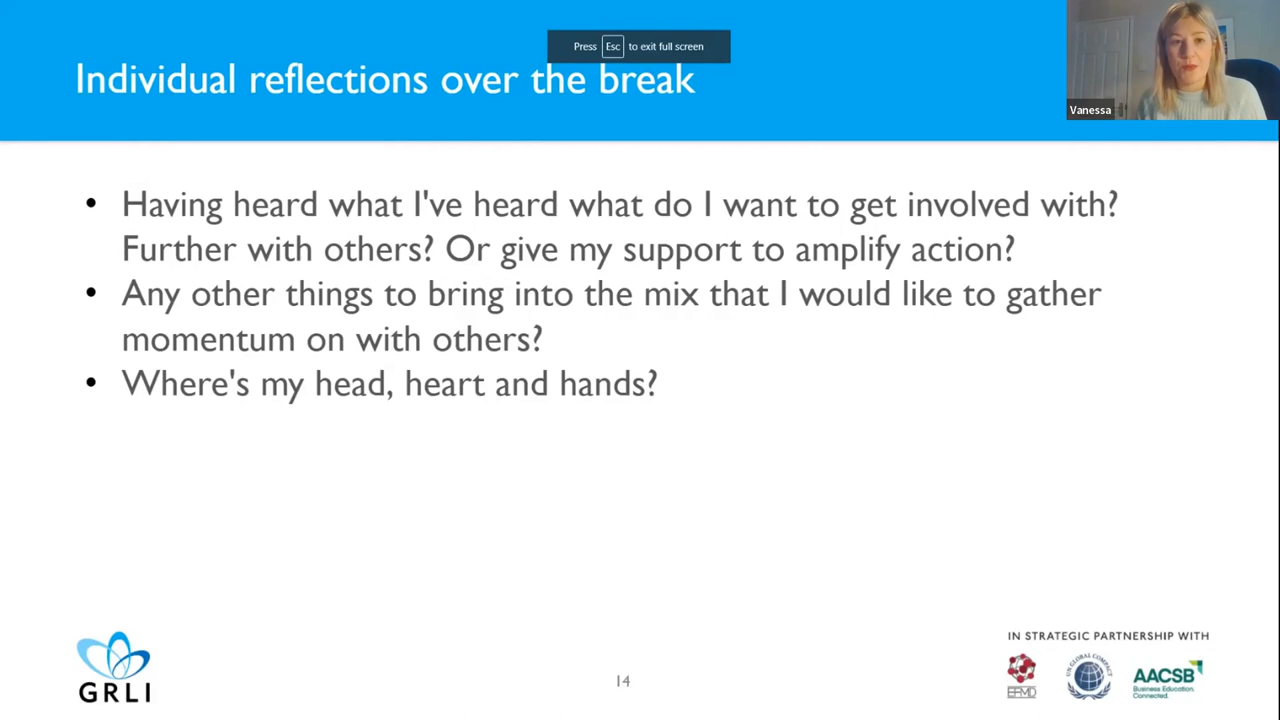 Press Esc to exit full screen
Individual reflections over the break
Vanessa
• Having heard what I've heard what do I want to get involved with?
Further with others? Or give my support to amplify action?
• Any other things to bring into the mix that I would like to gather
momentum on with others?
• Where's my head, heart and hands?
GRLI
14
IN STRATEGIC PARTNERSHIP WITH
EFMD
UN GLOBAL COMPACT
AACSB
Business Education.
Connected.